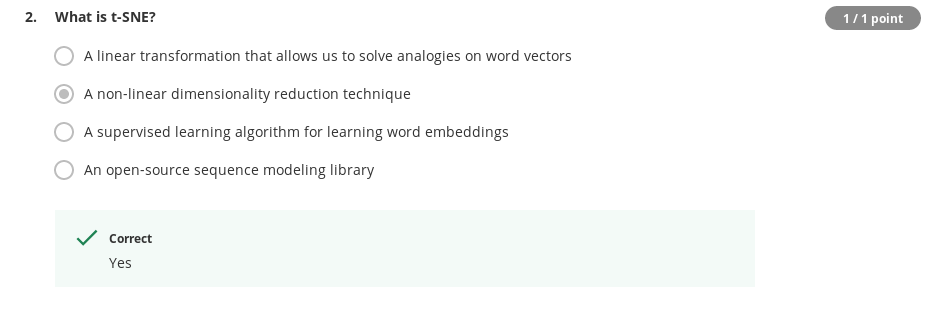 2. What is t-SNE?
1 / 1 point
A linear transformation that allows us to solve analogies on word vectors
A non-linear dimensionality reduction technique
A supervised learning algorithm for learning word embeddings
An open-source sequence modeling library
Correct
Yes